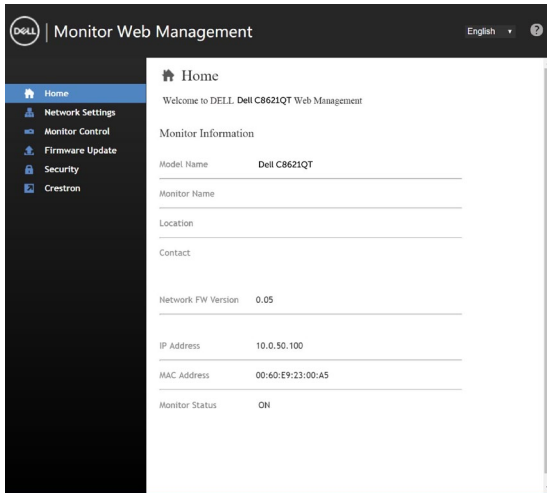 DELL | Monitor Web Management
English ▼ ?
Home
Network Settings
Monitor Control
Firmware Update
Security
Crestron
Home
Welcome to DELL Dell C8621QT Web Management
Monitor Information
Model Name Dell C8621QT
Monitor Name
Location
Contact
Network FW Version 0.05
IP Address 10.0.50.100
MAC Address 00:60:E9:23:00:A5
Monitor Status ON